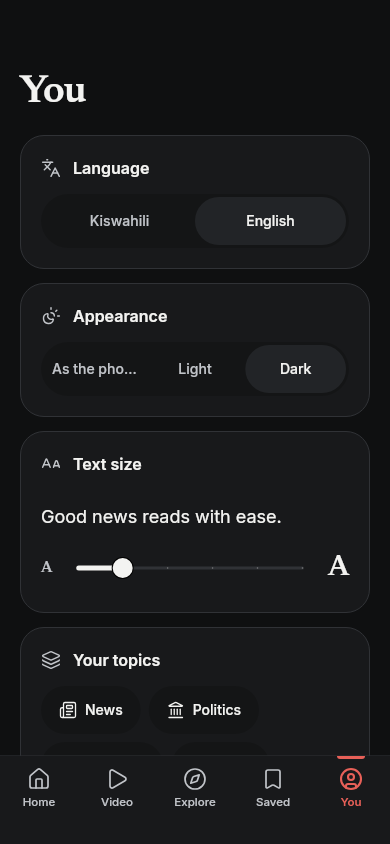 You
Language
Kiswahili
English
Appearance
As the pho...
Light
Dark
Text size
Good news reads with ease.
A
A
Your topics
News
Politics
Home
Video
Explore
Saved
You